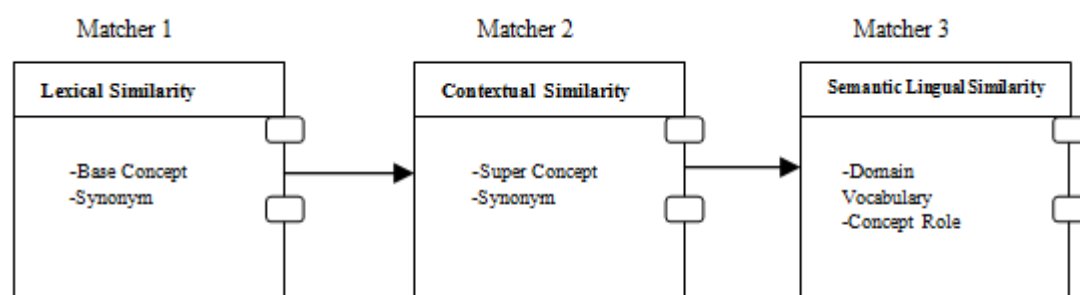 Matcher 1
Matcher 2
Matcher 3
Lexical Similarity
Contextual Similarity
Semantic Lingual Similarity
-Base Concept
-Synonym
-Super Concept
-Synonym
-Domain
Vocabulary
-Concept Role